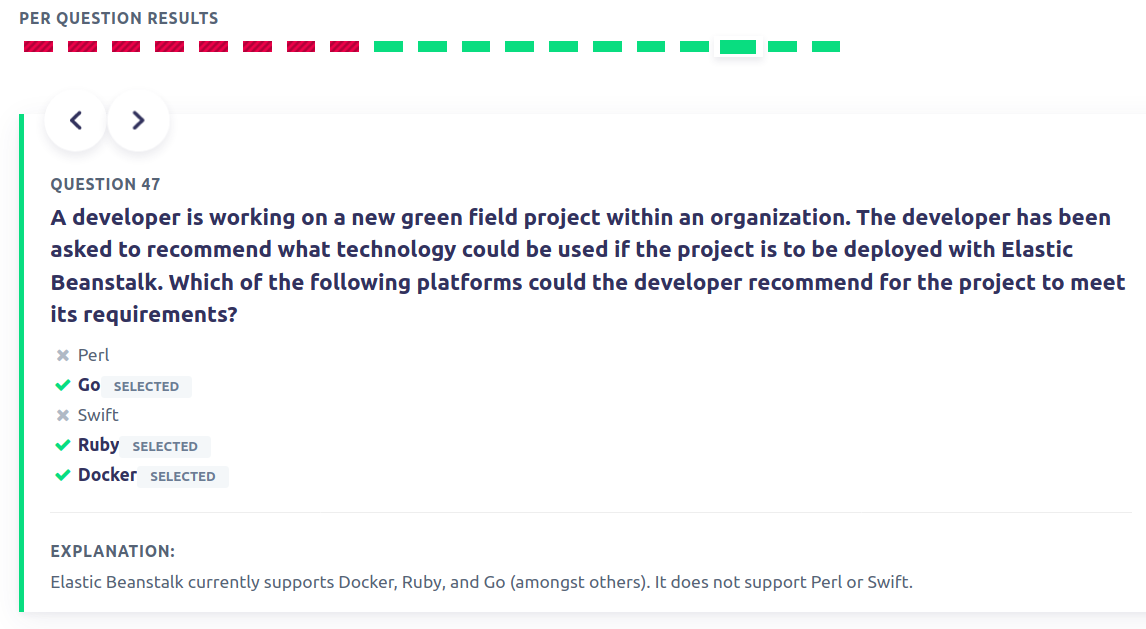 PER QUESTION RESULTS
QUESTION 47
A developer is working on a new green field project within an organization. The developer has been
asked to recommend what technology could be used if the project is to be deployed with Elastic
Beanstalk. Which of the following platforms could the developer recommend for the project to meet
its requirements?
Perl
Go SELECTED
Swift
Ruby SELECTED
Docker SELECTED
EXPLANATION:
Elastic Beanstalk currently supports Docker, Ruby, and Go (amongst others). It does not support Perl or Swift.